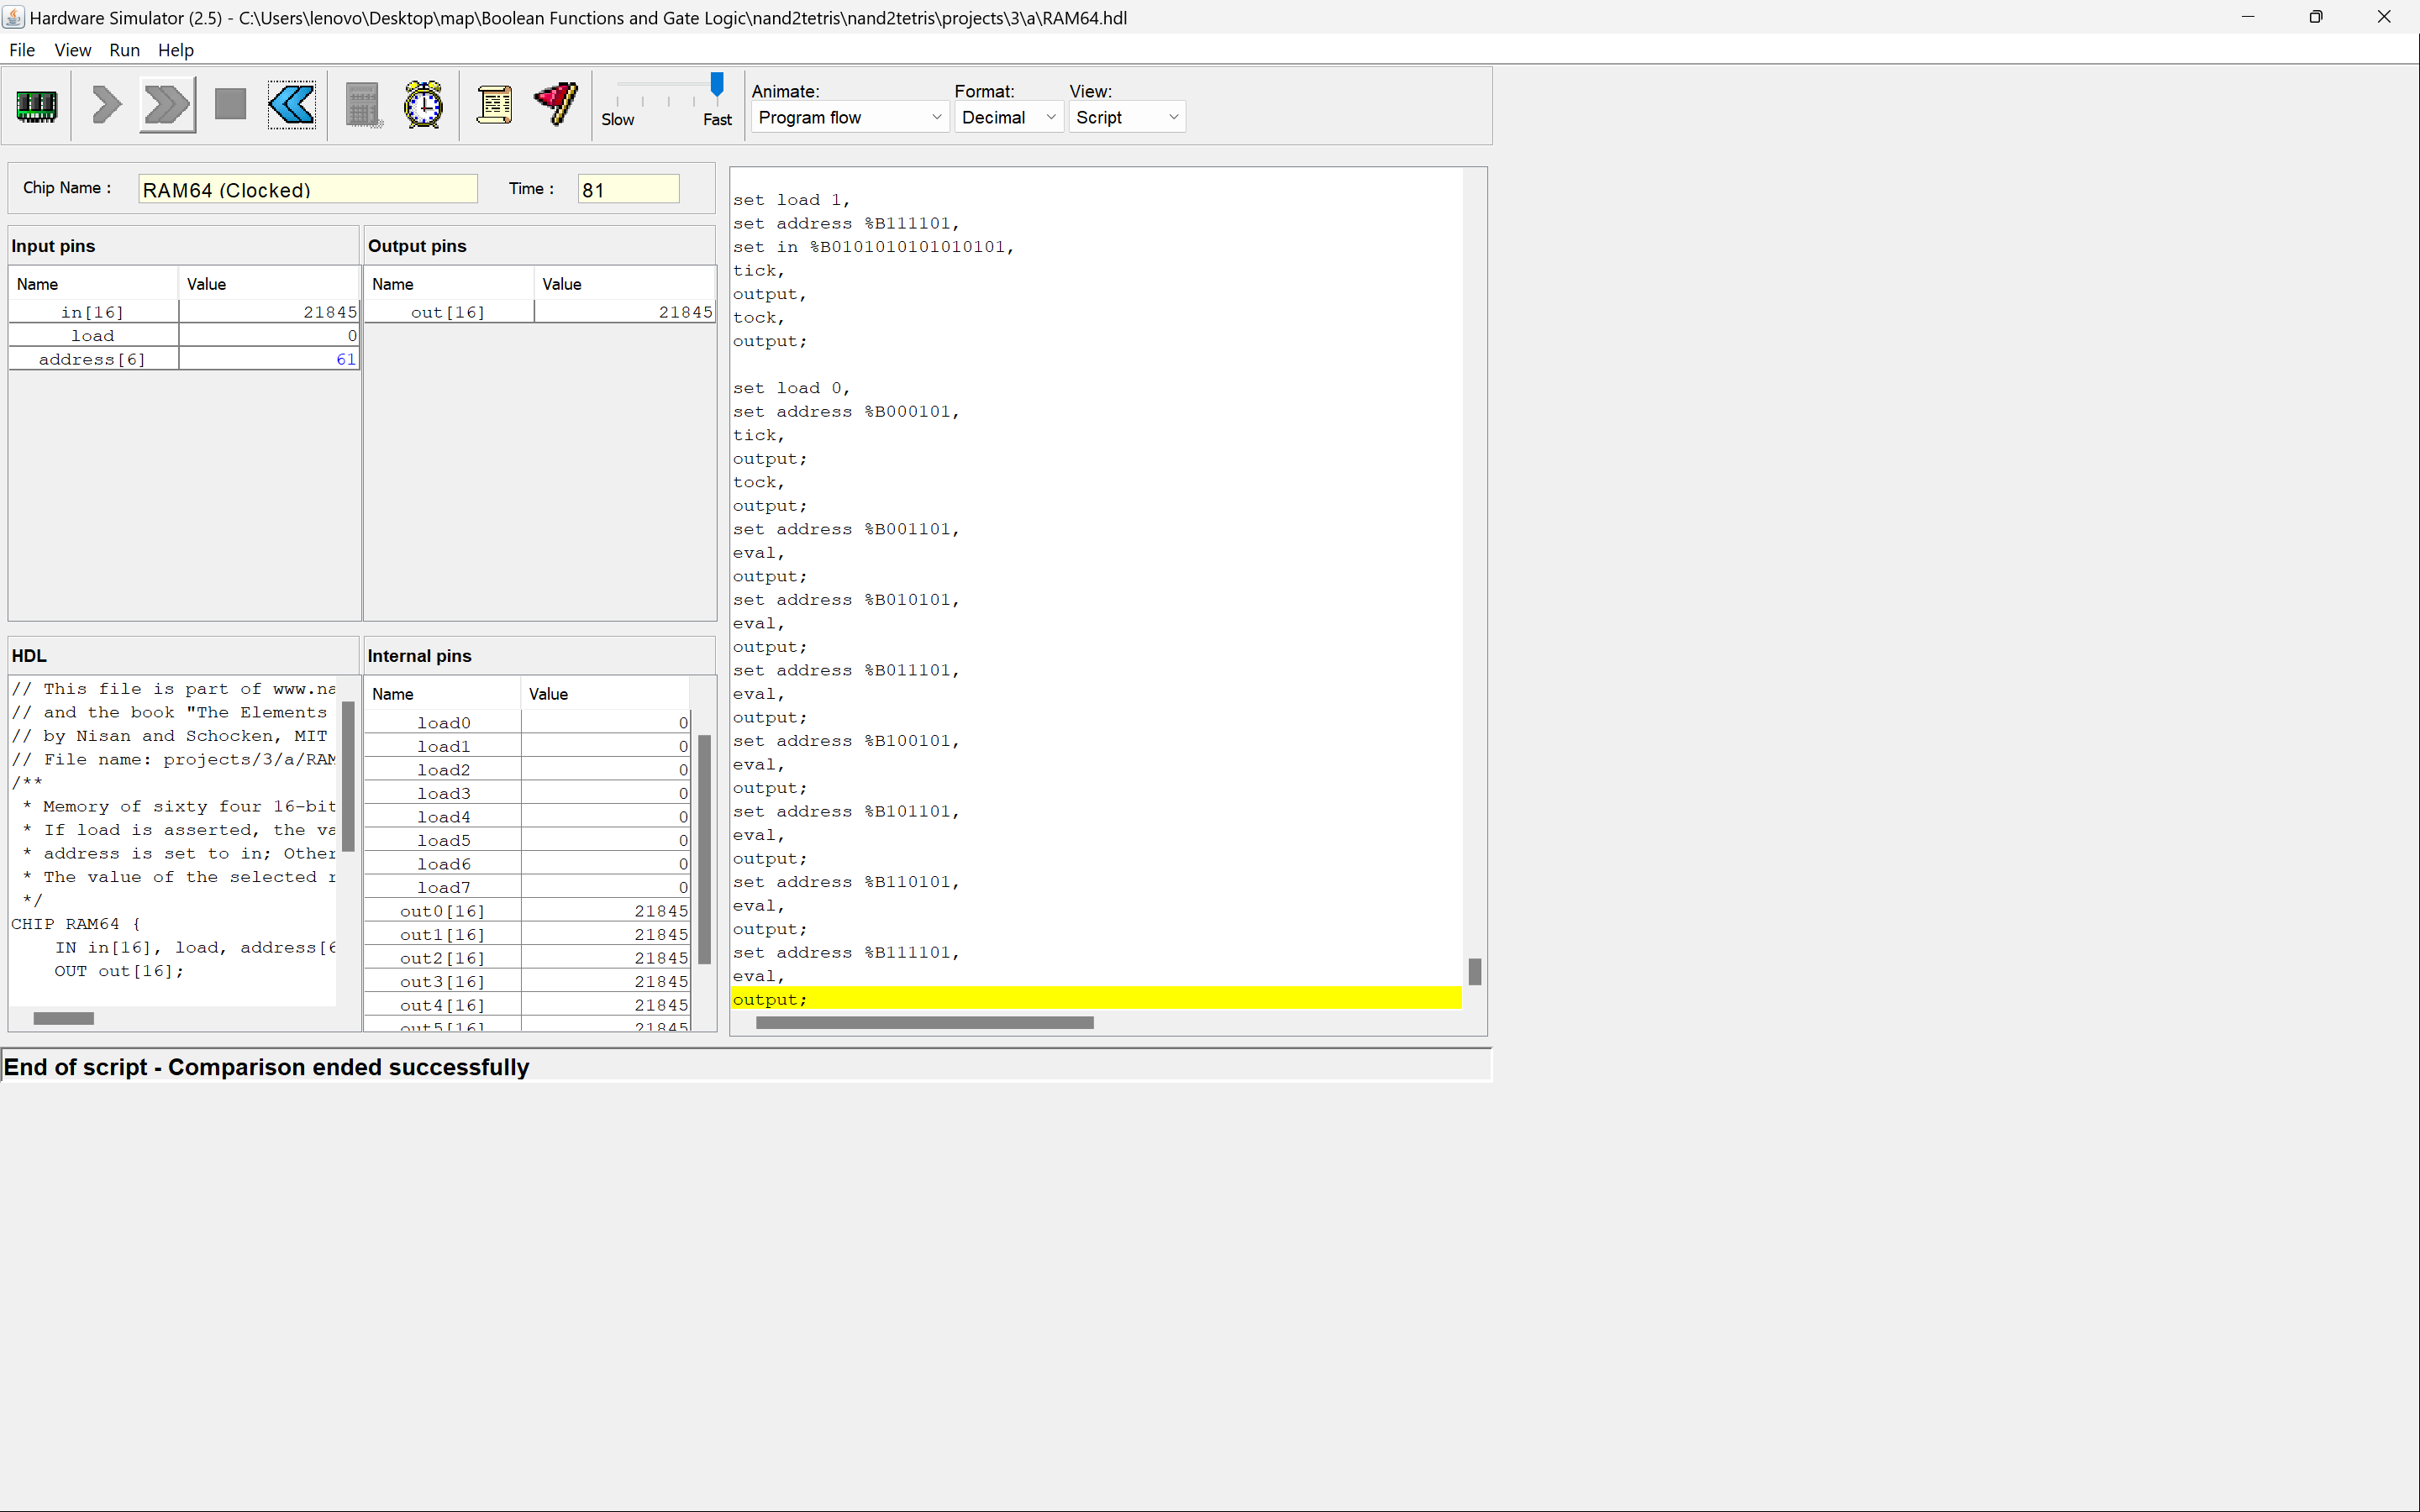 Hardware Simulator (2.5) - C:\Users\lenovo\Desktop\map\Boolean Functions and Gate Logic\nand2tetris\nand2tetris\projects\3\a\RAM64.hdl
File View Run Help
Slow Fast
Animate: Format: View:
Program flow Decimal Script
Chip Name : RAM64 (Clocked) Time : 81
Input pins
Name Value
in[16] 21845
load 0
address[6] 61
Output pins
Name Value
out[16] 21845
HDL
// This file is part of www.na
// and the book "The Elements
// by Nisan and Schocken, MIT
// File name: projects/3/a/RAM
/**
* Memory of sixty four 16-bit
* If load is asserted, the va
* address is set to in; Other
* The value of the selected r
*/
CHIP RAM64 {
IN in[16], load, address[6
OUT out[16];
Internal pins
Name Value
load0 0
load1 0
load2 0
load3 0
load4 0
load5 0
load6 0
load7 0
out0[16] 21845
out1[16] 21845
out2[16] 21845
out3[16] 21845
out4[16] 21845
out5[16] 21845
set load 1,
set address %B111101,
set in %B0101010101010101,
tick,
output,
tock,
output;
set load 0,
set address %B000101,
tick,
output;
tock,
output;
set address %B001101,
eval,
output;
set address %B010101,
eval,
output;
set address %B011101,
eval,
output;
set address %B100101,
eval,
output;
set address %B101101,
eval,
output;
set address %B110101,
eval,
output;
set address %B111101,
eval,
output;
End of script - Comparison ended successfully